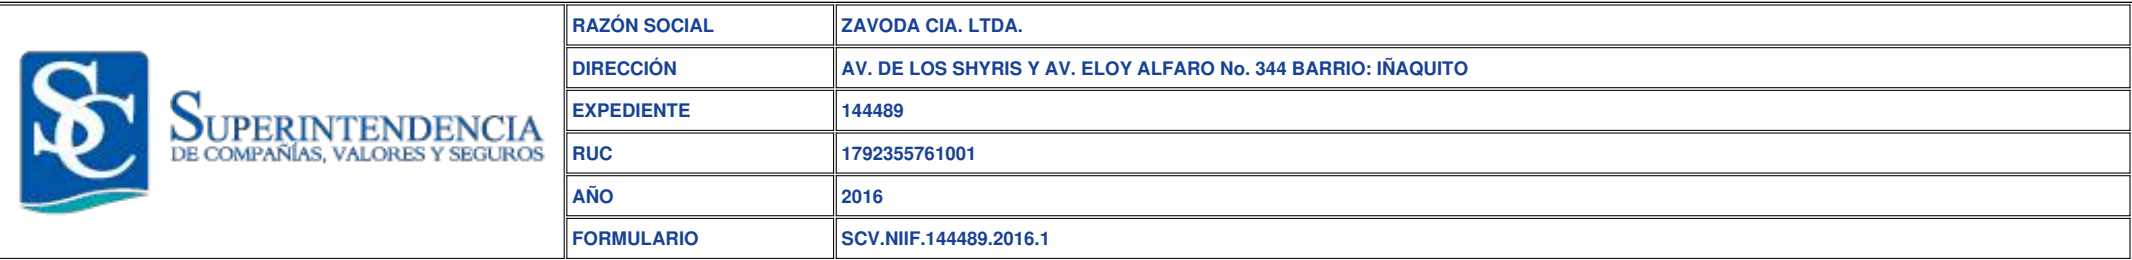 SC
SUPERINTENDENCIA
DE COMPAÑÍAS, VALORES Y SEGUROS
RAZÓN SOCIAL ZAVODA CIA. LTDA.
DIRECCIÓN AV. DE LOS SHYRIS Y AV. ELOY ALFARO No. 344 BARRIO: IÑAQUITO
EXPEDIENTE 144489
RUC 1792355761001
AÑO 2016
FORMULARIO SCV.NIIF.144489.2016.1